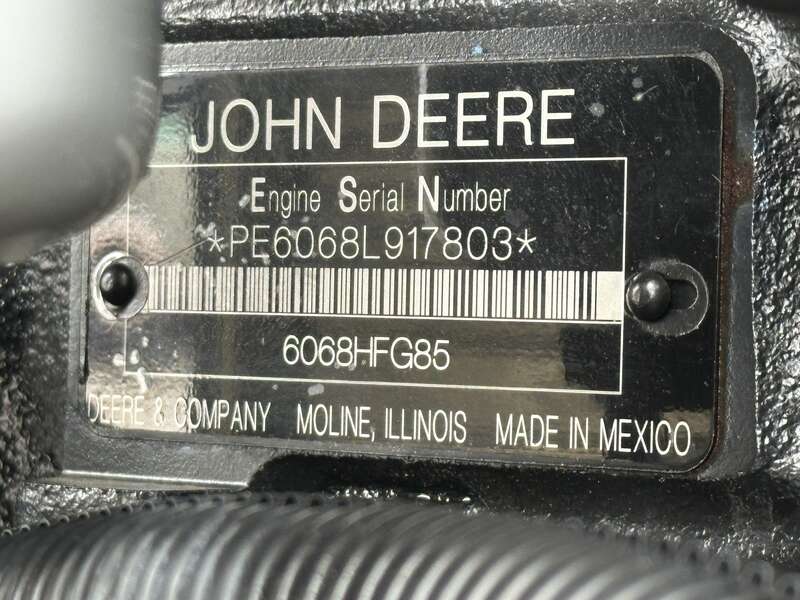 JOHN DEERE
Engine Serial Number
*PE6068L917803*
6068HFG85
DEERE & COMPANY MOLINE, ILLINOIS MADE IN MEXICO